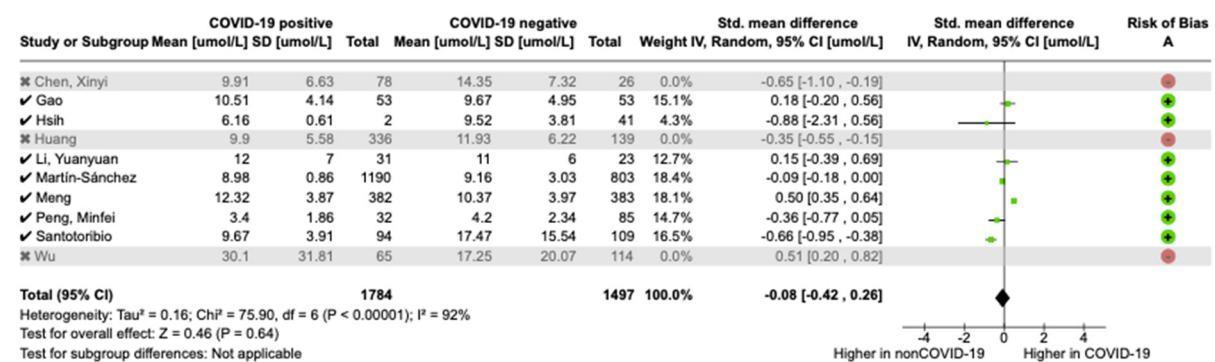 COVID-19 positive COVID-19 negative Std. mean difference Std. mean difference Risk of Bias
Study or Subgroup Mean [umol/L] SD [umol/L] Total Mean [umol/L] SD [umol/L] Total Weight IV, Random, 95% CI [umol/L] IV, Random, 95% CI [umol/L] A
✖ Chen, Xinyi 9.91 6.63 78 14.35 7.32 26 0.0% -0.65 [-1.10 , -0.19] -
✔ Gao 10.51 4.14 53 9.67 4.95 53 15.1% 0.18 [-0.20 , 0.56] +
✔ Hsih 6.16 0.61 2 9.52 3.81 41 4.3% -0.88 [-2.31 , 0.56] +
✖ Huang 9.9 5.58 336 11.93 6.22 139 0.0% -0.35 [-0.55 , -0.15] -
✔ Li, Yuanyuan 12 7 31 11 6 23 12.7% 0.15 [-0.39 , 0.69] +
✔ Martín-Sánchez 8.98 0.86 1190 9.16 3.03 803 18.4% -0.09 [-0.18 , 0.00] +
✔ Meng 12.32 3.87 382 10.37 3.97 383 18.1% 0.50 [0.35 , 0.64] +
✔ Peng, Minfei 3.4 1.86 32 4.2 2.34 85 14.7% -0.36 [-0.77 , 0.05] +
✔ Santotoribio 9.67 3.91 94 17.47 15.54 109 16.5% -0.66 [-0.95 , -0.38] +
✖ Wu 30.1 31.81 65 17.25 20.07 114 0.0% 0.51 [0.20 , 0.82] -
Total (95% CI) 1784 1497 100.0% -0.08 [-0.42 , 0.26]
Heterogeneity: Tau² = 0.16; Chi² = 75.90, df = 6 (P < 0.00001); I² = 92%
Test for overall effect: Z = 0.46 (P = 0.64)
-4 -2 0 2 4
Test for subgroup differences: Not applicable Higher in nonCOVID-19 Higher in COVID-19